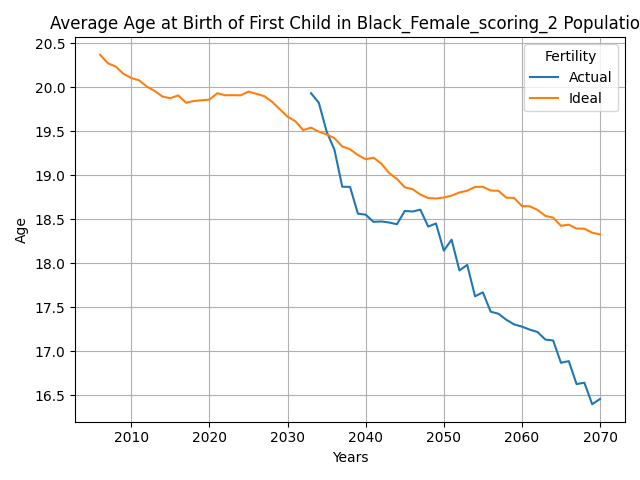 Average Age at Birth of First Child in Black_Female_scoring_2 Populatio
Fertility
Actual
Ideal
20.5
20.0
19.5
19.0
18.5
18.0
17.5
17.0
16.5
Age
2010 2020 2030 2040 2050 2060 2070
Years